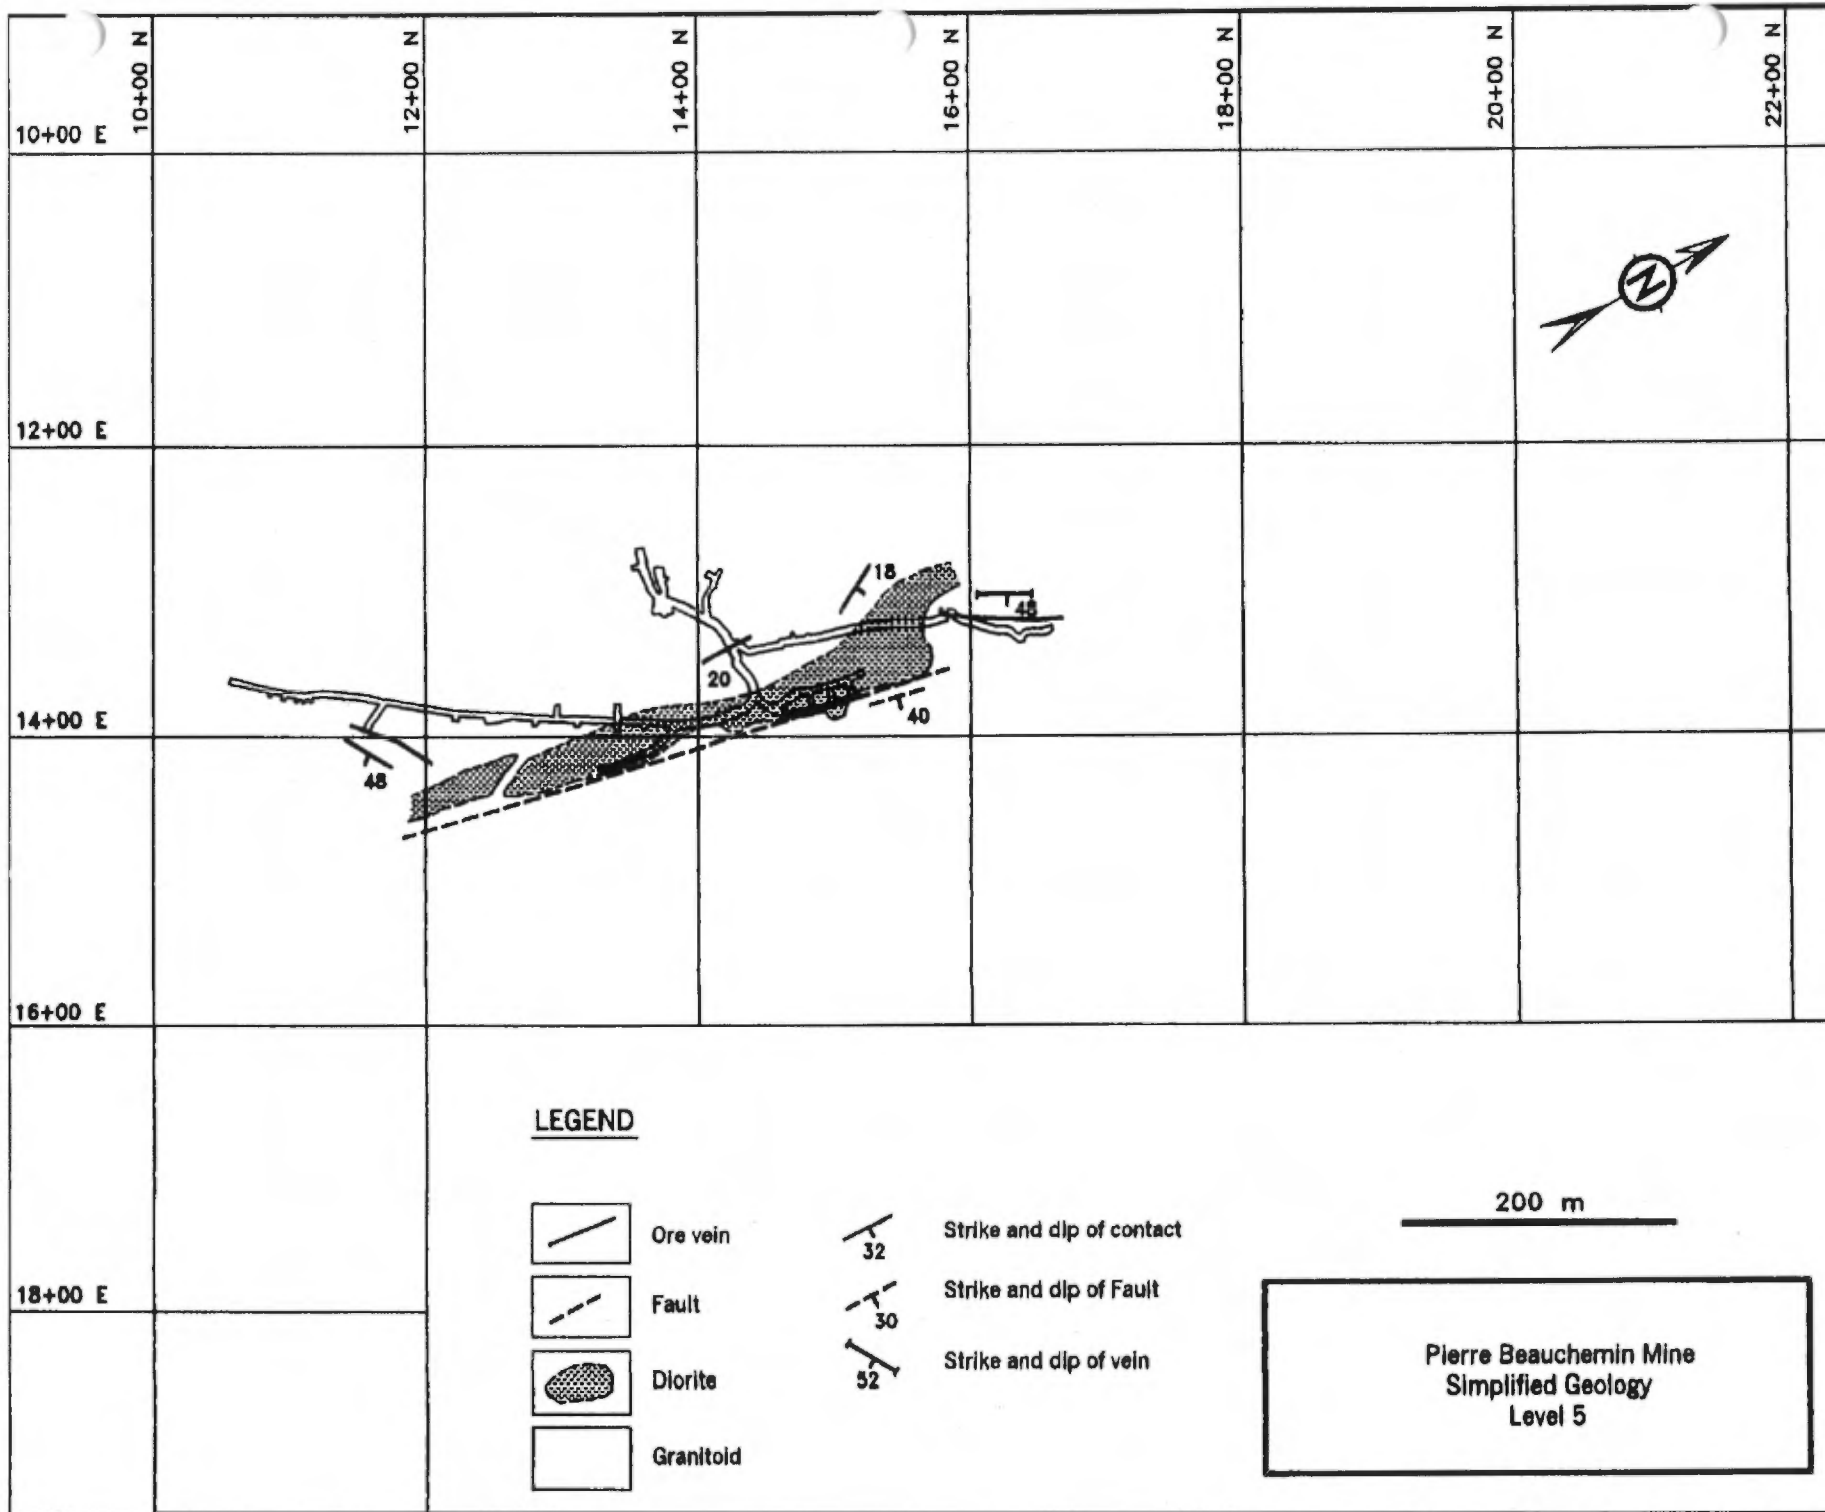 10+00 N
12+00 N
14+00 N
16+00 N
18+00 N
20+00 N
22+00 N
10+00 E
12+00 E
14+00 E
16+00 E
18+00 E
N
18
48
20
40
48
LEGEND
Ore vein
Fault
Diorite
Granitoid
32
Strike and dip of contact
30
Strike and dip of Fault
52
Strike and dip of vein
200 m
Pierre Beauchemin Mine
Simplified Geology
Level 5